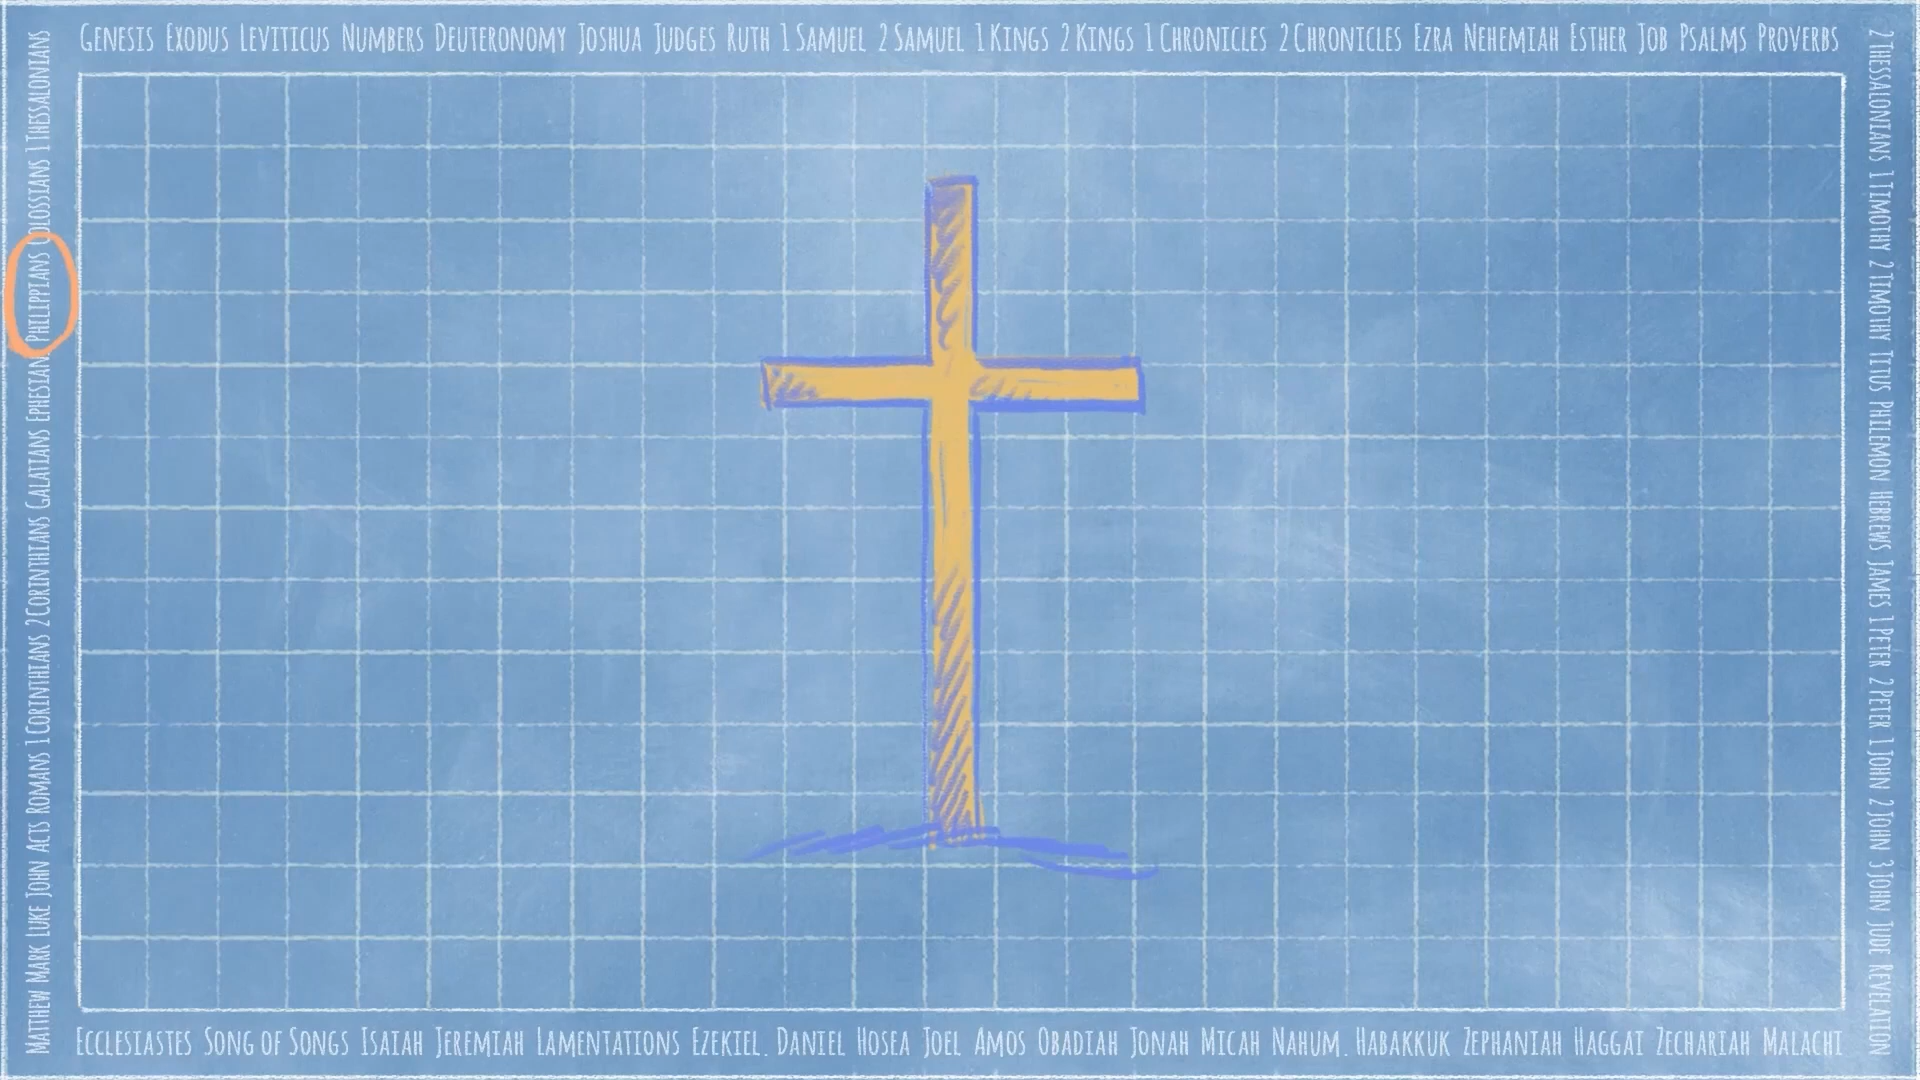 Genesis Exodus Leviticus Numbers Deuteronomy Joshua Judges Ruth 1 Samuel 2 Samuel 1 Kings 2 Kings 1 Chronicles 2 Chronicles Ezra Nehemiah Esther Job Psalms Proverbs
Ecclesiastes Song of Songs Isaiah Jeremiah Lamentations Ezekiel. Daniel Hosea Joel Amos Obadiah Jonah Micah Nahum. Habakkuk Zephaniah Haggai Zechariah Malachi
Matthew Mark Luke John Acts Romans 1 Corinthians 2 Corinthians Galatians Ephesians Philippians Colossians 1 Thessalonians
2 Thessalonians 1 Timothy 2 Timothy Titus Philemon Hebrews James 1 Peter 2 Peter 1 John 2 John 3 John Jude Revelation